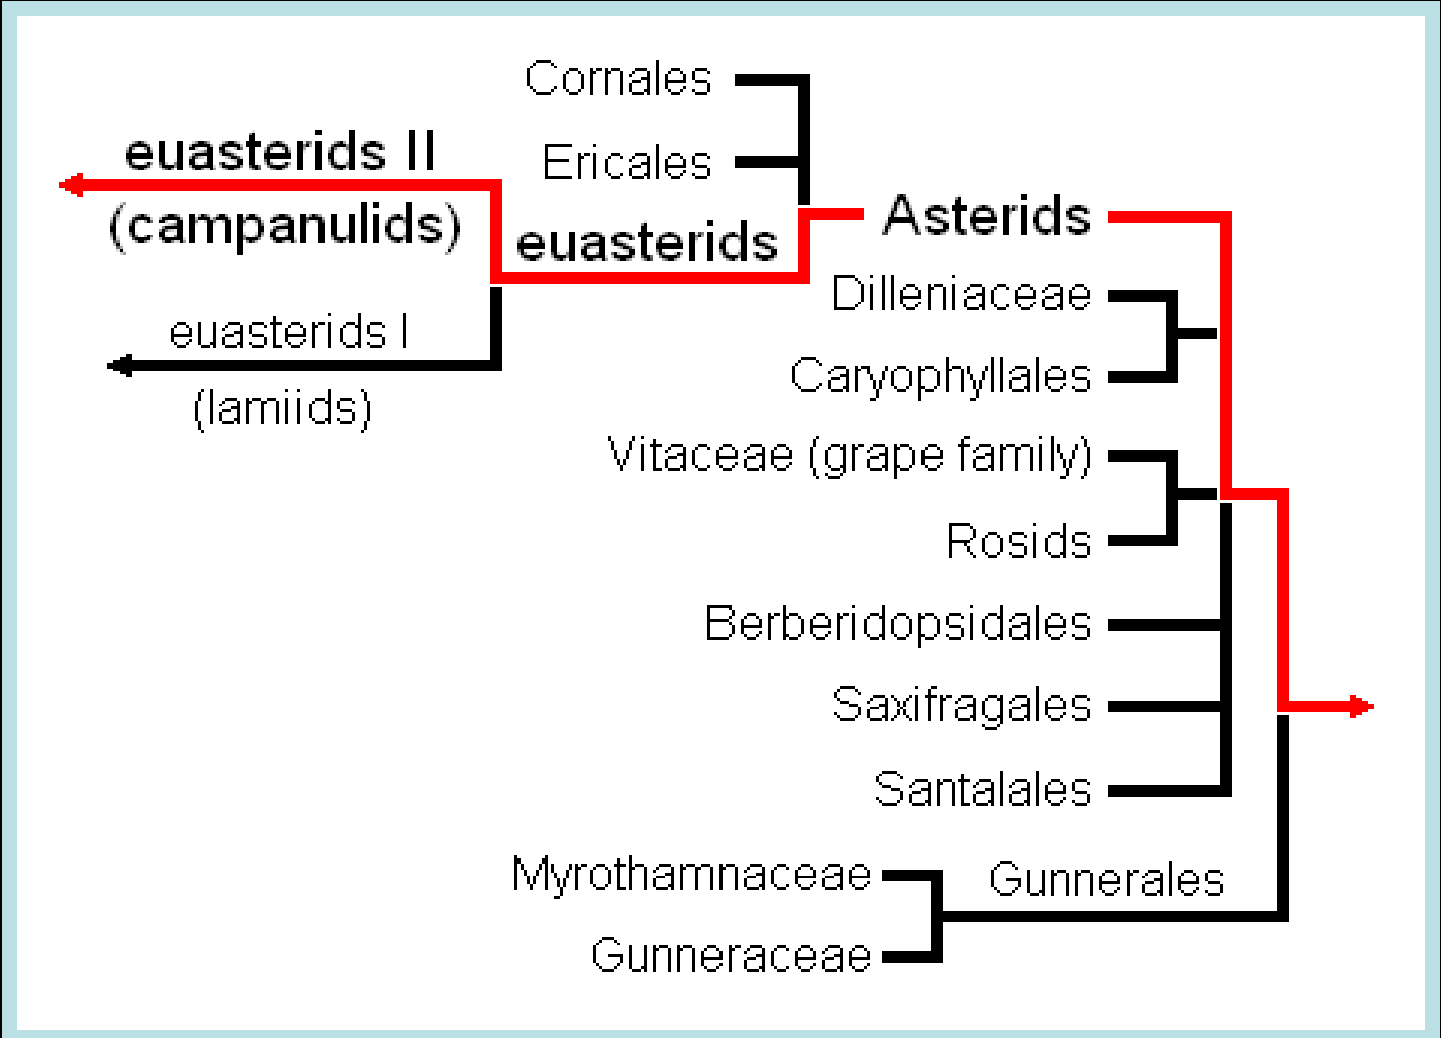 Cornales
euasterids II
Ericales
(campanulids)
Asterids
euasterids
Dilleniaceae
euasterids I
Caryophyllales
(lamiids)
Vitaceae (grape family)
Rosids
Berberidopsidales
Saxifragales
Santalales
Myrothamnaceae
Gunnerales
Gunneraceae